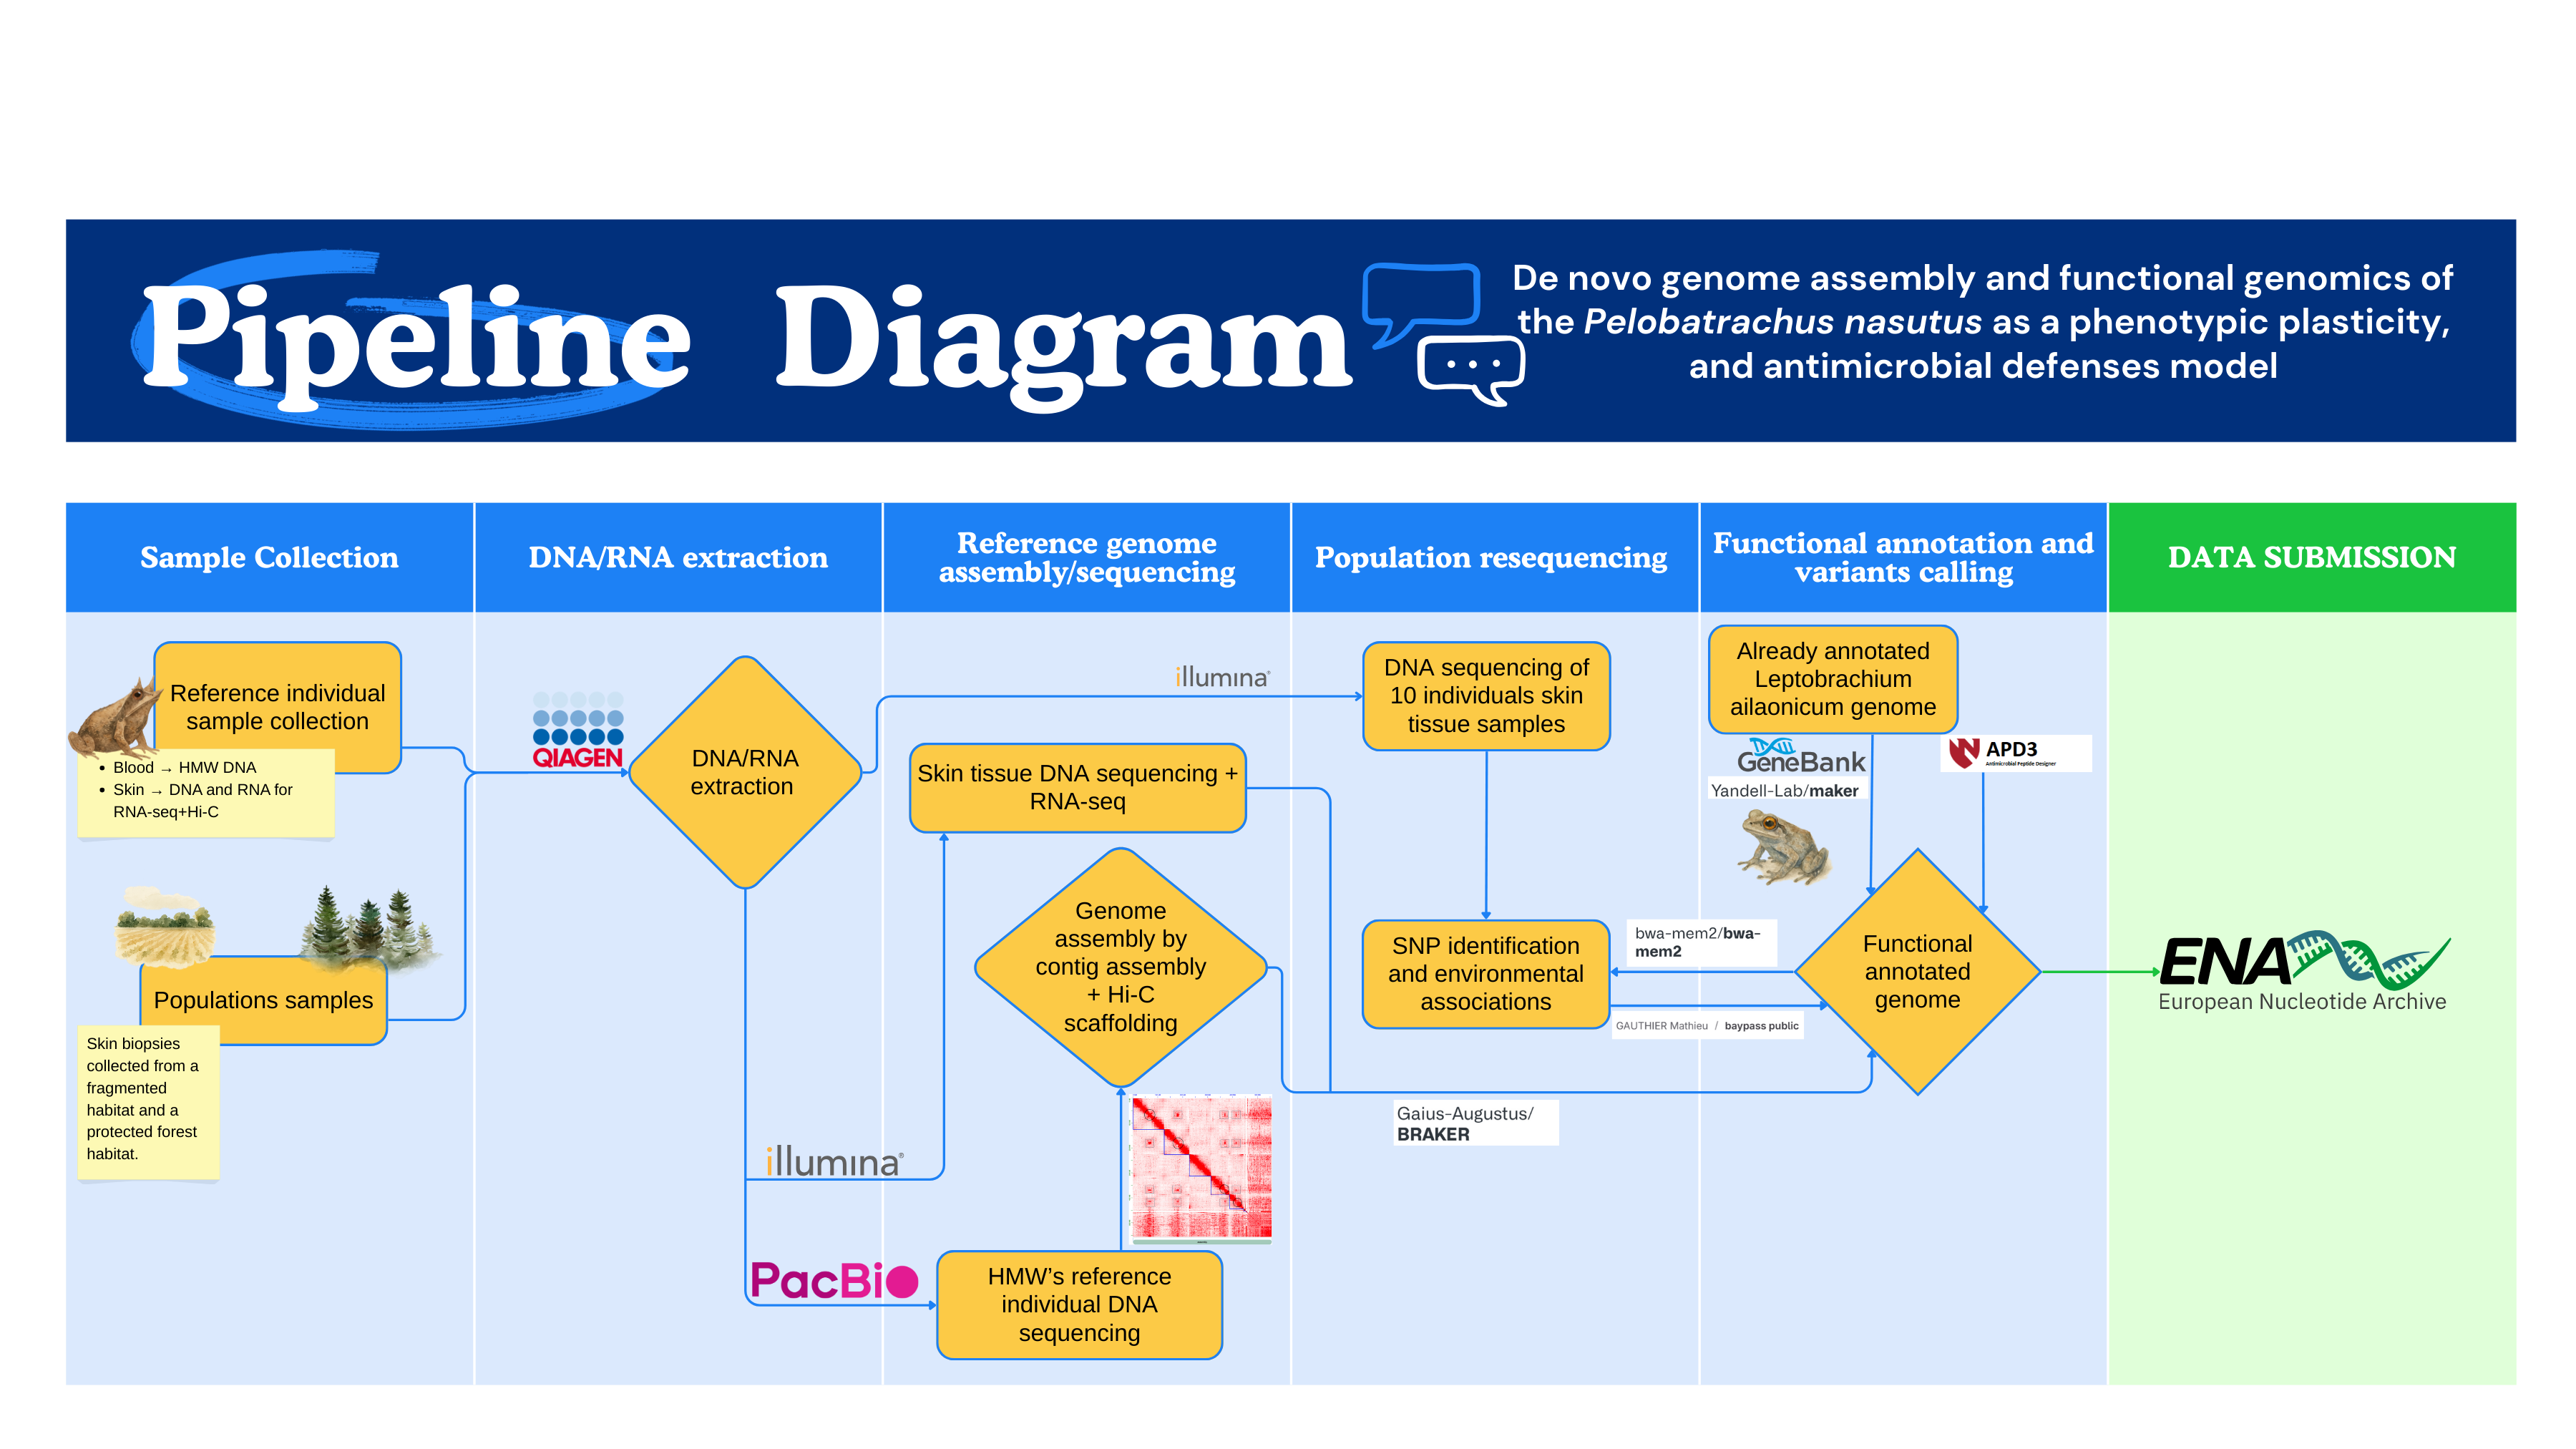 Pipeline Diagram
De novo genome assembly and functional genomics of
the Pelobatrachus nasutus as a phenotypic plasticity,
and antimicrobial defenses model
Sample Collection
DNA/RNA extraction
Reference genome
assembly/sequencing
Population resequencing
Functional annotation and
variants calling
DATA SUBMISSION
Reference individual
sample collection
• Blood → HMW DNA
• Skin → DNA and RNA for
RNA-seq+Hi-C
Populations samples
Skin biopsies
collected from a
fragmented
habitat and a
protected forest
habitat.
QIAGEN
DNA/RNA
extraction
illumina®
PacBio
illumina®
Skin tissue DNA sequencing +
RNA-seq
Genome
assembly by
contig assembly
+ Hi-C
scaffolding
HMW’s reference
individual DNA
sequencing
DNA sequencing of
10 individuals skin
tissue samples
SNP identification
and environmental
associations
Gaius-Augustus/
BRAKER
bwa-mem2/bwa-
mem2
GAUTHIER Mathieu / baypass public
Already annotated
Leptobrachium
ailaonicum genome
GeneBank
Yandell-Lab/maker
APD3
Antimicrobial Peptide Designer
Functional
annotated
genome
ENA
European Nucleotide Archive